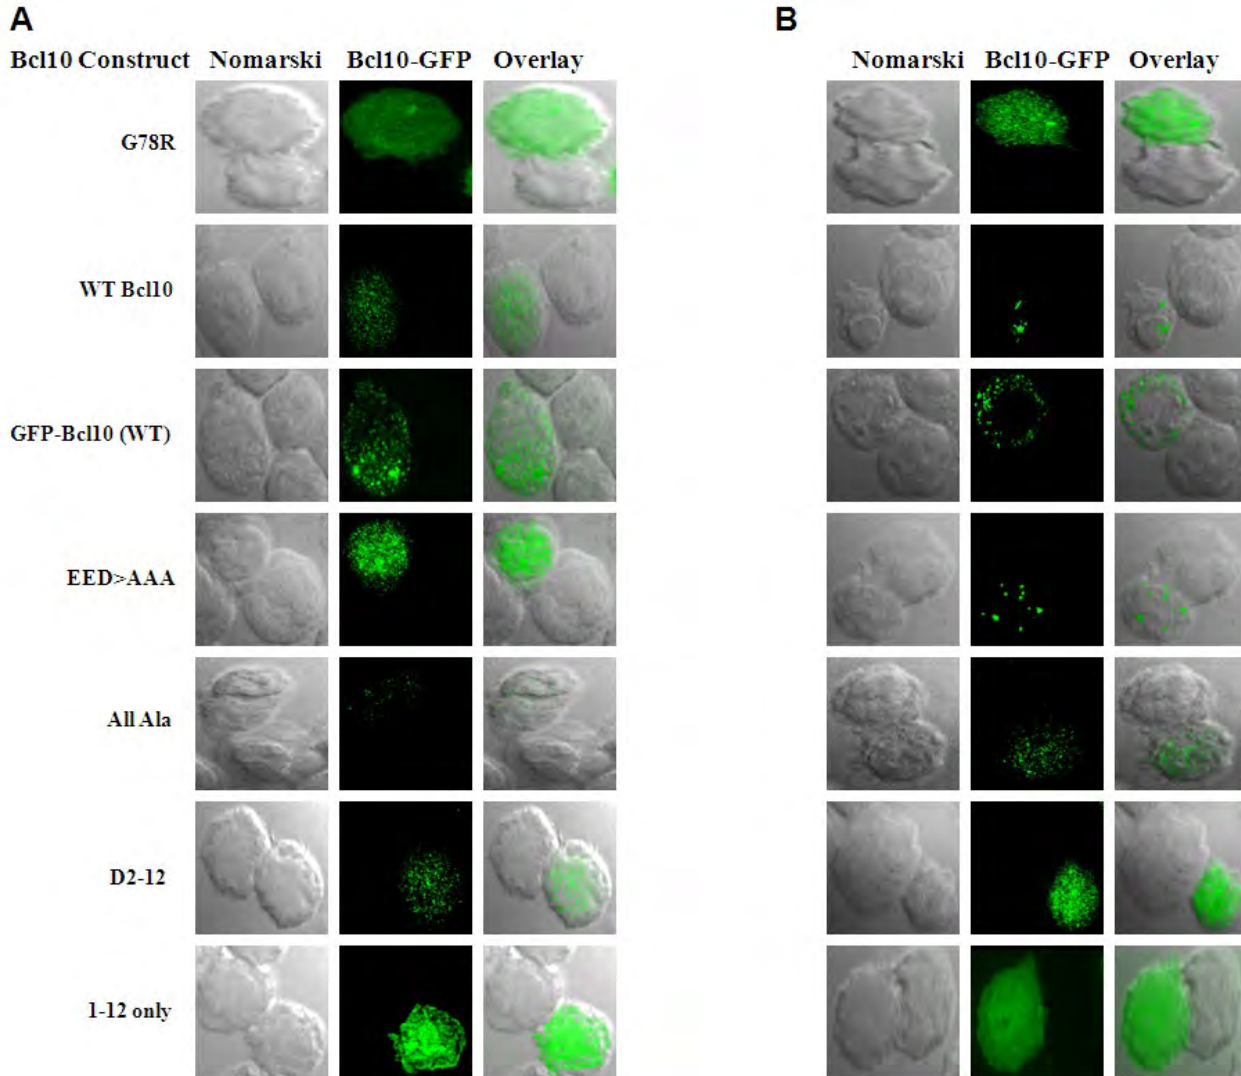 A B
Bcl10 Construct Nomarski Bcl10-GFP Overlay Nomarski Bcl10-GFP Overlay
G78R
WT Bcl10
GFP-Bcl10 (WT)
EED>AAA
All Ala
D2-12
1-12 only